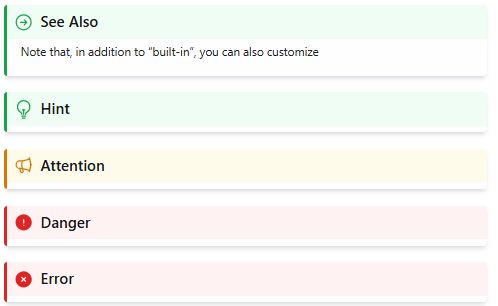 See Also
Note that, in addition to “built-in”, you can also customize
Hint
Attention
Danger
Error